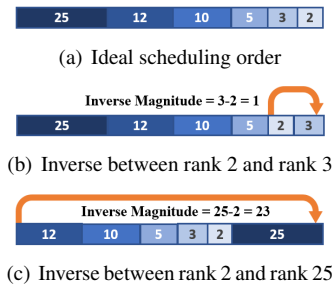 25 12 10 5 3 2
(a) Ideal scheduling order
Inverse Magnitude = 3-2 = 1
25 12 10 5 2 3
(b) Inverse between rank 2 and rank 3
Inverse Magnitude = 25-2 = 23
12 10 5 3 2 25
(c) Inverse between rank 2 and rank 25